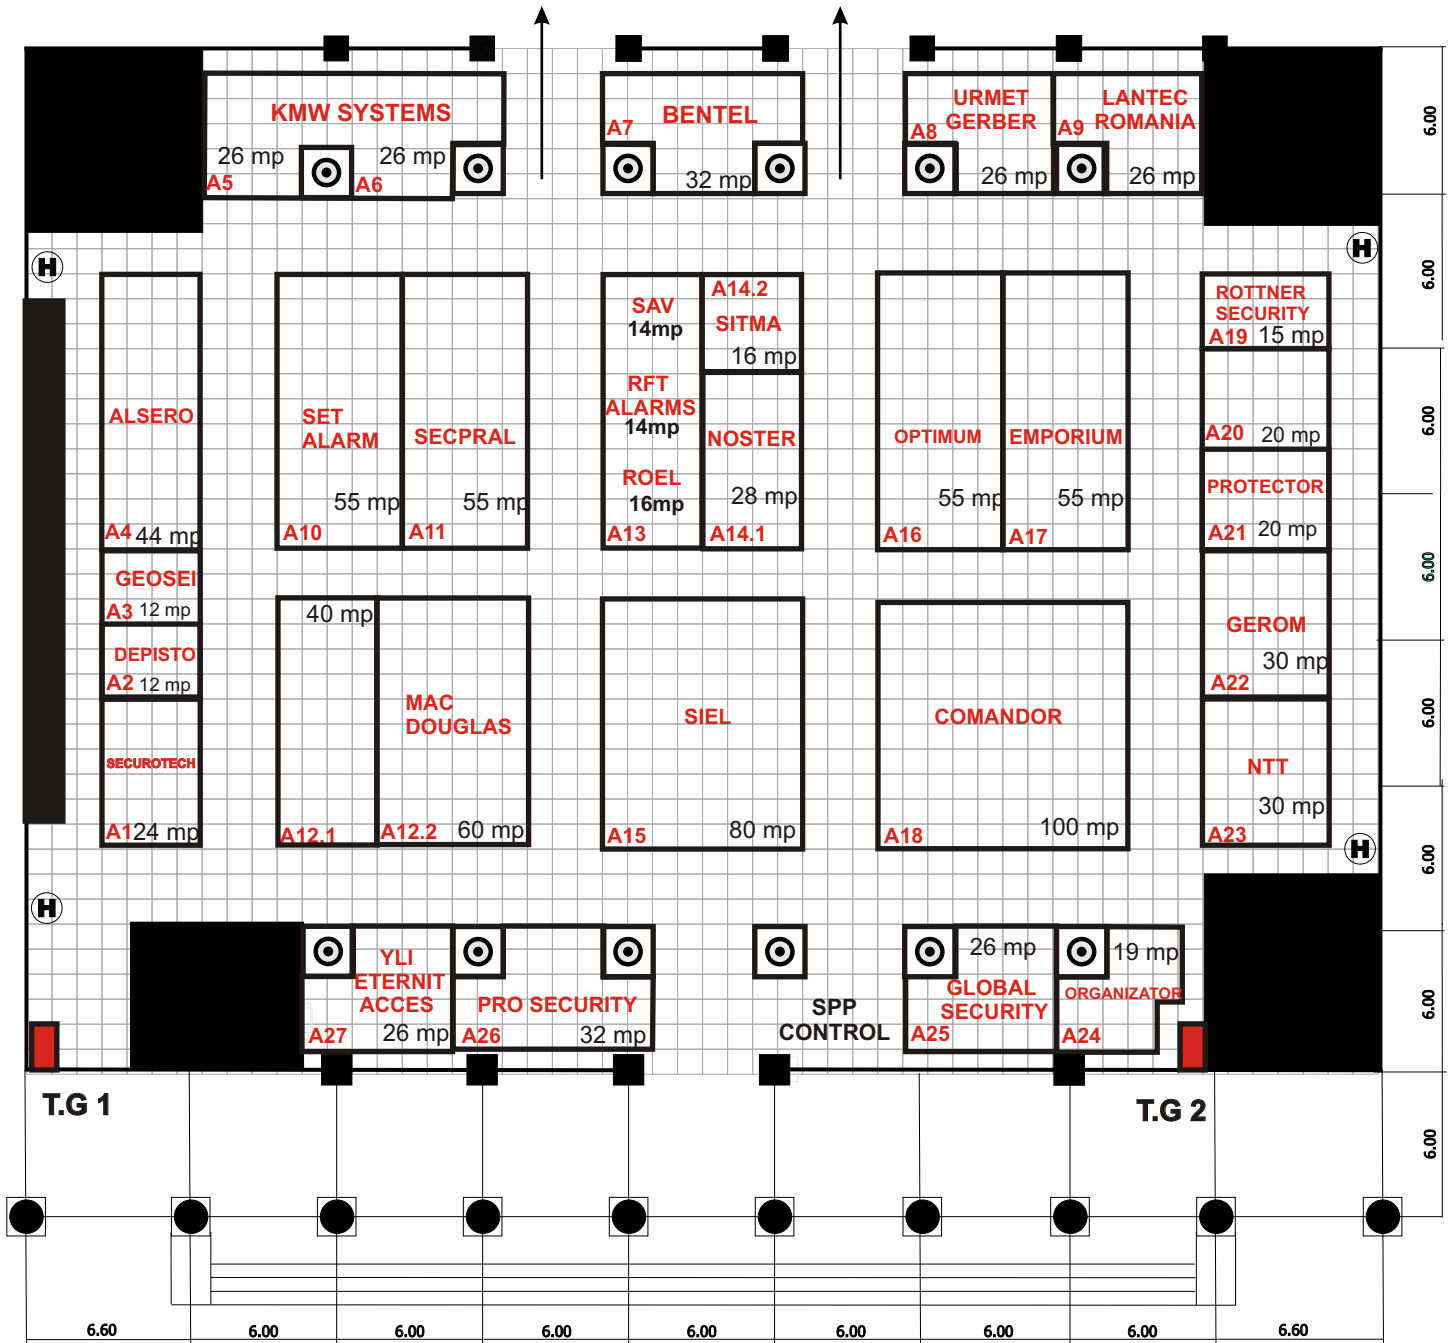 KMW SYSTEMS
26 mp
A5
26 mp
A6
BENTEL
A7
32 mp
URMET
GERBER
A8
26 mp
LANTEC
ROMANIA
A9
26 mp
6.00
H
H
ALSERO
A4 44 mp
GEOSEI
A3 12 mp
DEPISTO
A2 12 mp
SECUROTECH
A1 24 mp
SET
ALARM
55 mp
A10
SECPRAL
55 mp
A11
SAV
14mp
RFT
ALARMS
14mp
ROEL
16mp
A13
A14.2
SITMA
16 mp
NOSTER
28 mp
A14.1
OPTIMUM
55 mp
A16
EMPORIUM
55 mp
A17
ROTTNER
SECURITY
A19 15 mp
A20 20 mp
PROTECTOR
A21 20 mp
GEROM
30 mp
A22
NTT
30 mp
A23
6.00
6.00
6.00
6.00
6.00
40 mp
A12.1
MAC
DOUGLAS
A12.2 60 mp
SIEL
A15 80 mp
COMANDOR
A18 100 mp
H
H
YLI
ETERNIT
ACCES
A27 26 mp
PRO SECURITY
A26 32 mp
SPP
CONTROL
26 mp
GLOBAL
SECURITY
A25
19 mp
ORGANIZATOR
A24
6.00
T.G 1
T.G 2
6.00
6.60
6.00
6.00
6.00
6.00
6.00
6.00
6.00
6.60